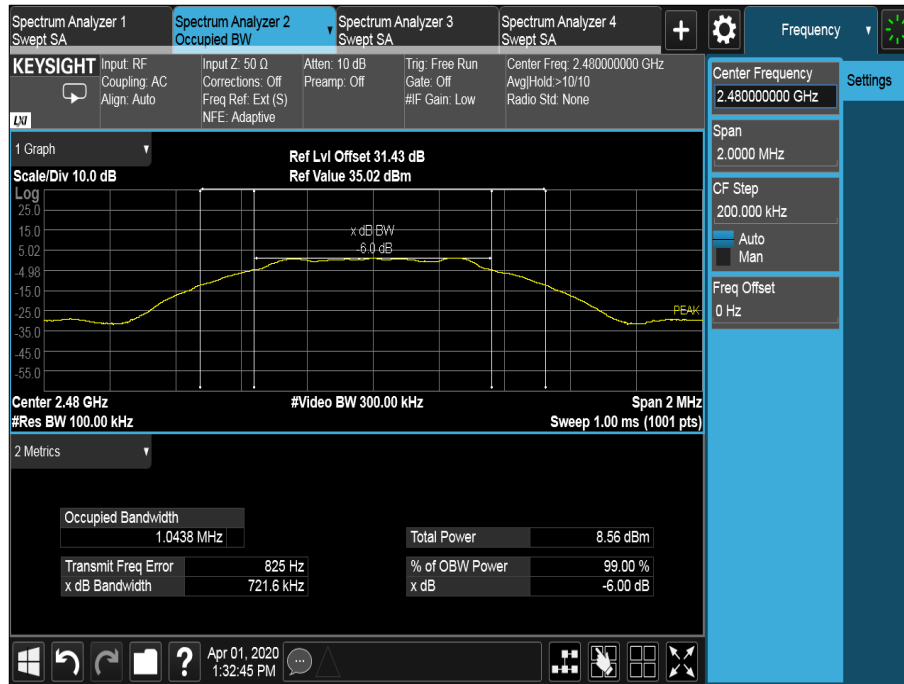 Spectrum Analyzer 1
Swept SA
Spectrum Analyzer 2
Occupied BW
Spectrum Analyzer 3
Swept SA
Spectrum Analyzer 4
Swept SA
+
Frequency
KEYSIGHT
LXI
Input: RF
Coupling: AC
Align: Auto
Input Z: 50 Ω
Corrections: Off
Freq Ref: Ext (S)
NFE: Adaptive
Atten: 10 dB
Preamp: Off
Trig: Free Run
Gate: Off
#IF Gain: Low
Center Freq: 2.480000000 GHz
Avg|Hold:>10/10
Radio Std: None
Center Frequency
2.480000000 GHz
Settings
Span
2.0000 MHz
CF Step
200.000 kHz
Auto
Man
Freq Offset
0 Hz
1 Graph
Scale/Div 10.0 dB
Ref Lvl Offset 31.43 dB
Ref Value 35.02 dBm
Log
25.0
15.0
5.02
-4.98
-15.0
-25.0
-35.0
-45.0
-55.0
x dB BW
-6.0 dB
PEAK
Center 2.48 GHz
#Video BW 300.00 kHz
Span 2 MHz
#Res BW 100.00 kHz
Sweep 1.00 ms (1001 pts)
2 Metrics
Occupied Bandwidth
1.0438 MHz
Transmit Freq Error 825 Hz
x dB Bandwidth 721.6 kHz
Total Power 8.56 dBm
% of OBW Power 99.00 %
x dB -6.00 dB
?
Apr 01, 2020
1:32:45 PM